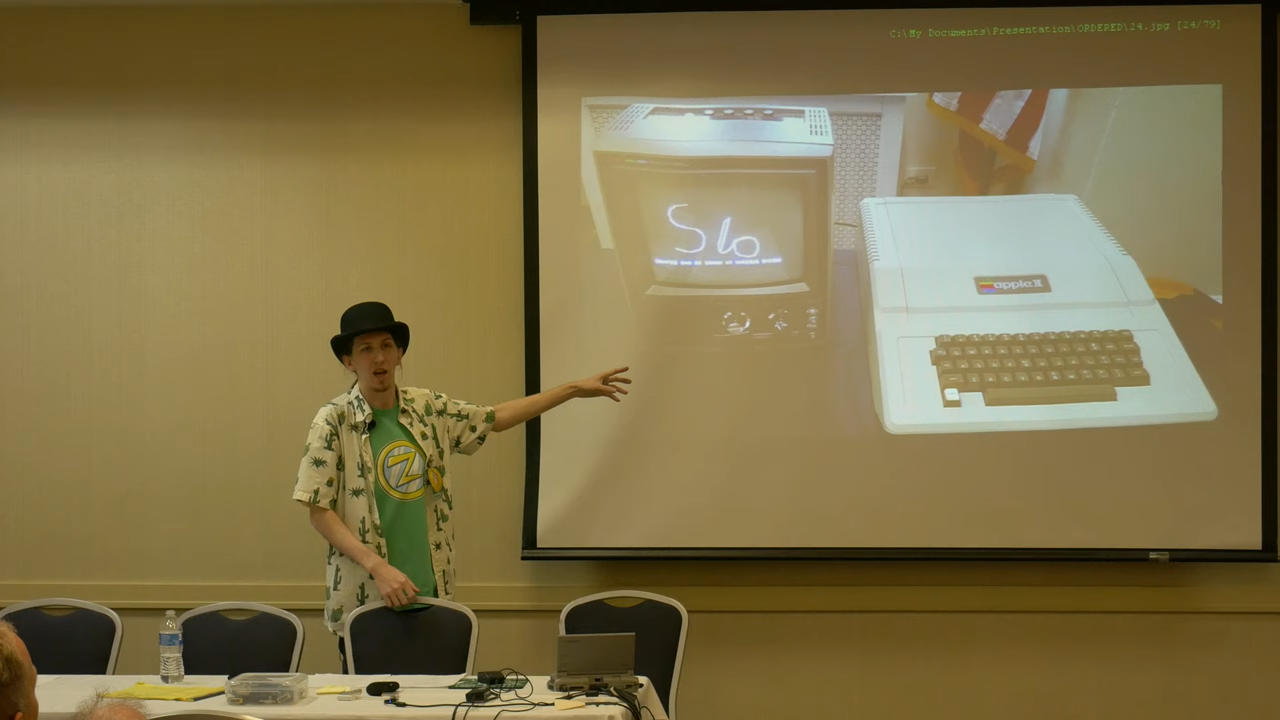 C:\My Documents\Presentation\ORDERED\24.jpg [24/79]
Slo
apple II
Z